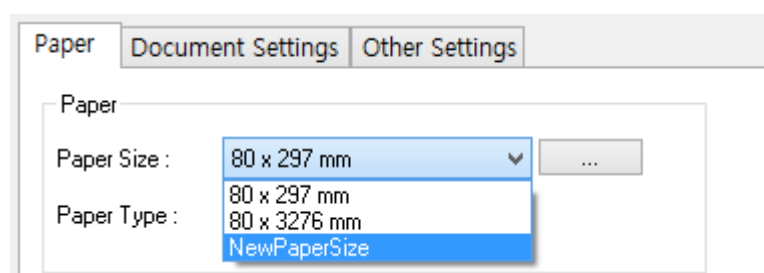 Paper Document Settings Other Settings
Paper
Paper Size : 80 x 297 mm ...
80 x 297 mm
Paper Type : 80 x 3276 mm
NewPaperSize